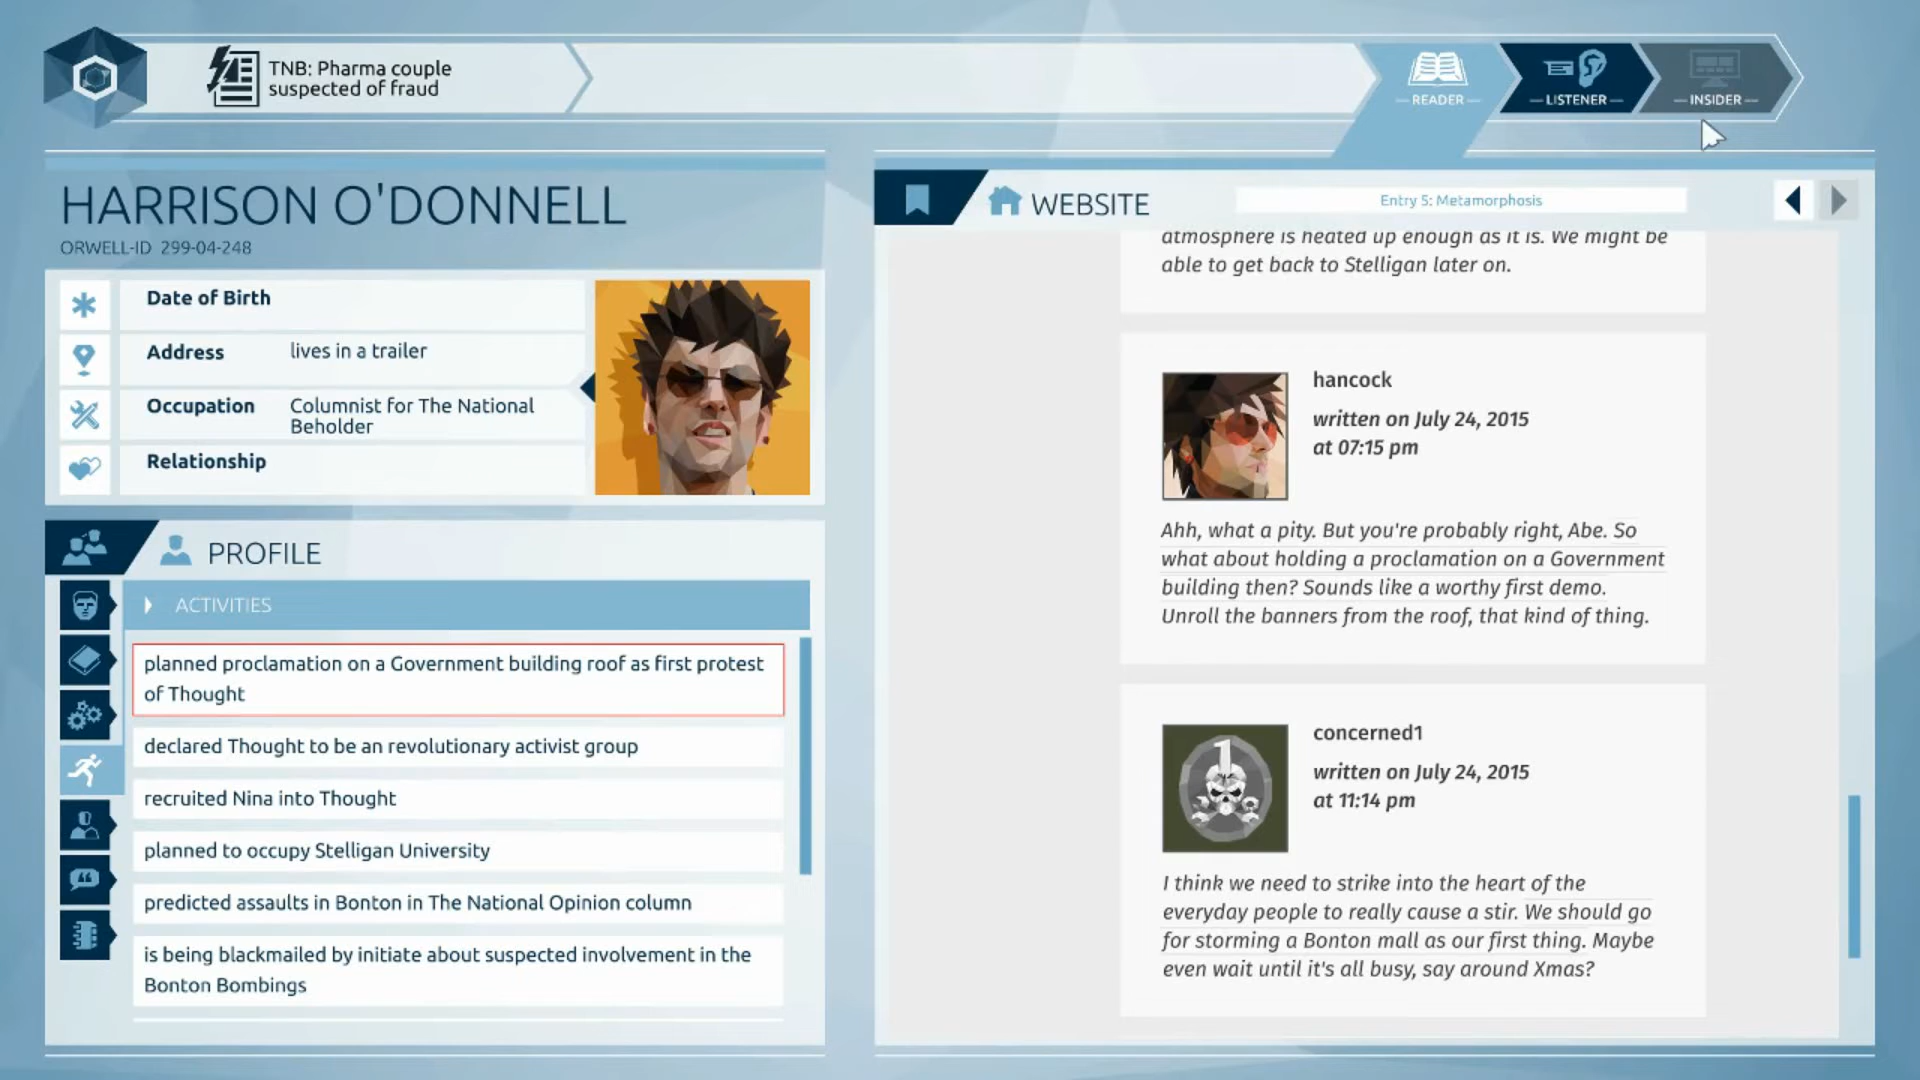 TNB: Pharma couple
suspected of fraud
READER
LISTENER
INSIDER
HARRISON O'DONNELL
ORWELL-ID 299-04-248
Date of Birth
Address lives in a trailer
Occupation Columnist for The National
Beholder
Relationship
PROFILE
ACTIVITIES
planned proclamation on a Government building roof as first protest
of Thought
declared Thought to be an revolutionary activist group
recruited Nina into Thought
planned to occupy Stelligan University
predicted assaults in Bonton in The National Opinion column
is being blackmailed by initiate about suspected involvement in the
Bonton Bombings
WEBSITE
Entry 5: Metamorphosis
atmosphere is heated up enough as it is. We might be
able to get back to Stelligan later on.
hancock
written on July 24, 2015
at 07:15 pm
Ahh, what a pity. But you're probably right, Abe. So
what about holding a proclamation on a Government
building then? Sounds like a worthy first demo.
Unroll the banners from the roof, that kind of thing.
1
concerned1
written on July 24, 2015
at 11:14 pm
I think we need to strike into the heart of the
everyday people to really cause a stir. We should go
for storming a Bonton mall as our first thing. Maybe
even wait until it's all busy, say around Xmas?